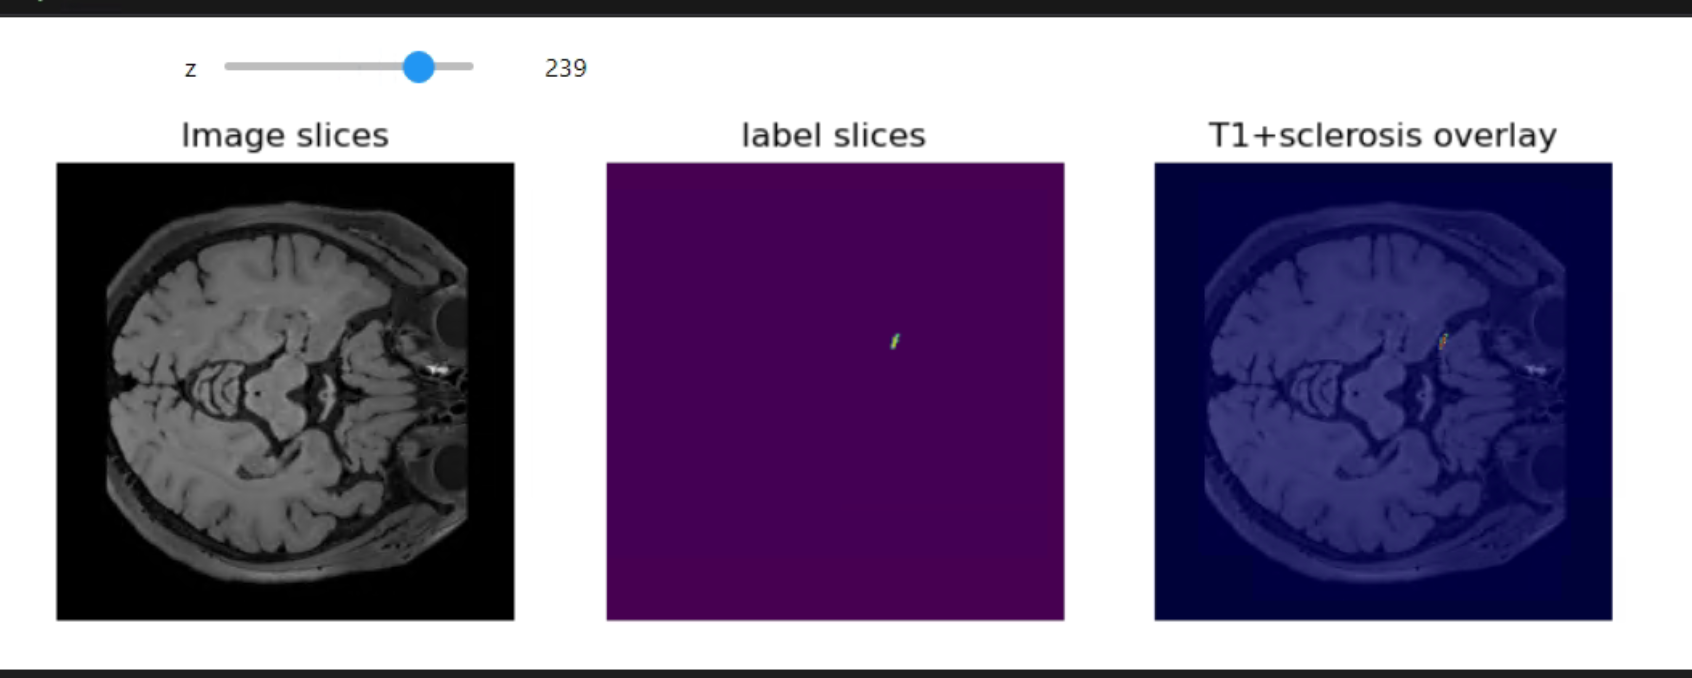 z 239
Image slices
label slices
T1+sclerosis overlay